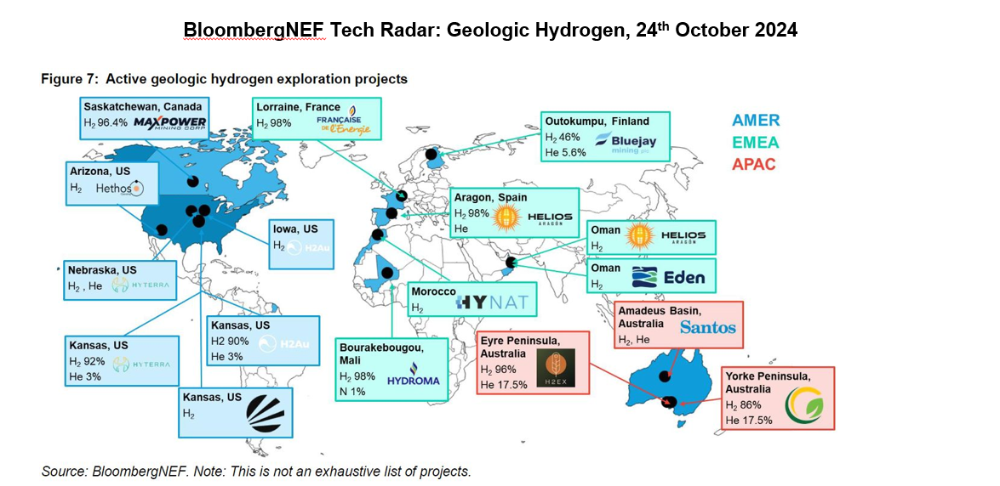 BloombergNEF Tech Radar: Geologic Hydrogen, 24th October 2024
Figure 7: Active geologic hydrogen exploration projects
Saskatchewan, Canada
H₂ 96.4%
MAXPOWER
MINING CORP
Lorraine, France
H₂ 98%
FRANÇAISE
DE l'Énergie
Outokumpu, Finland
H₂ 46%
He 5.6%
Bluejay
mining plc
AMER
EMEA
APAC
Arizona, US
H₂
Hethos
Aragon, Spain
H₂ 98%
He
HELIOS
ARAGÓN
Iowa, US
H₂
H2Au
Oman
H₂
HELIOS
ARAGÓN
Nebraska, US
H₂ , He
HYTERRA
Oman
H₂
Eden
Morocco
H₂
HYNAT
Amadeus Basin,
Australia
H₂, He
Santos
Kansas, US
H2 90%
He 3%
H2Au
Kansas, US
H₂ 92%
He 3%
HYTERRA
Bourakebougou,
Mali
H₂ 98%
N 1%
HYDROMA
Eyre Peninsula,
Australia
H₂ 96%
He 17.5%
H2EX
Yorke Peninsula,
Australia
H₂ 86%
He 17.5%
Kansas, US
H₂
Source: BloombergNEF. Note: This is not an exhaustive list of projects.